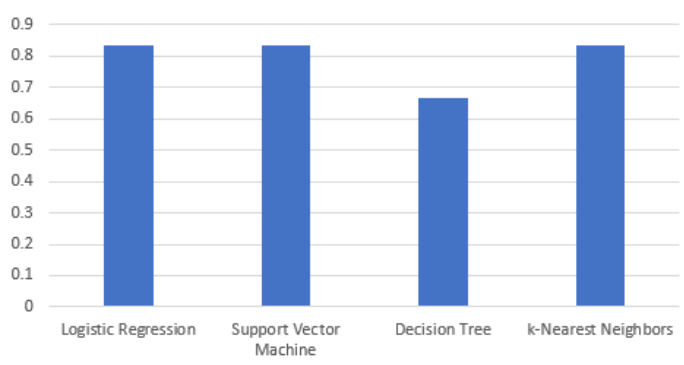 0.9
0.8
0.7
0.6
0.5
0.4
0.3
0.2
0.1
0
Logistic Regression
Support Vector
Machine
Decision Tree
k-Nearest Neighbors